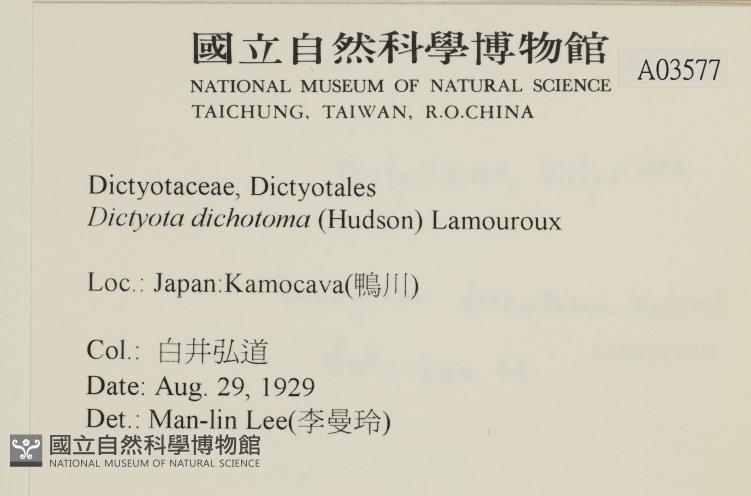 國立自然科學博物館
NATIONAL MUSEUM OF NATURAL SCIENCE
TAICHUNG, TAIWAN, R.O.CHINA
A03577
Dictyotaceae, Dictyotales
Dictyota dichotoma (Hudson) Lamouroux
Loc.: Japan:Kamocava(鴨川)
Col.: 白井弘道
Date: Aug. 29, 1929
Det.: Man-lin Lee(李曼玲)
國立自然科學博物館
NATIONAL MUSEUM OF NATURAL SCIENCE